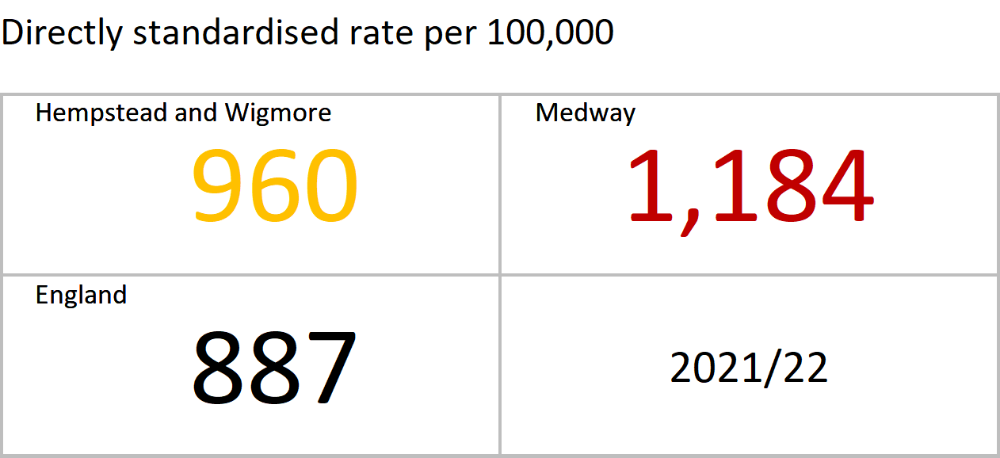 Directly standardised rate per 100,000
Hempstead and Wigmore
960
Medway
1,184
England
887
2021/22